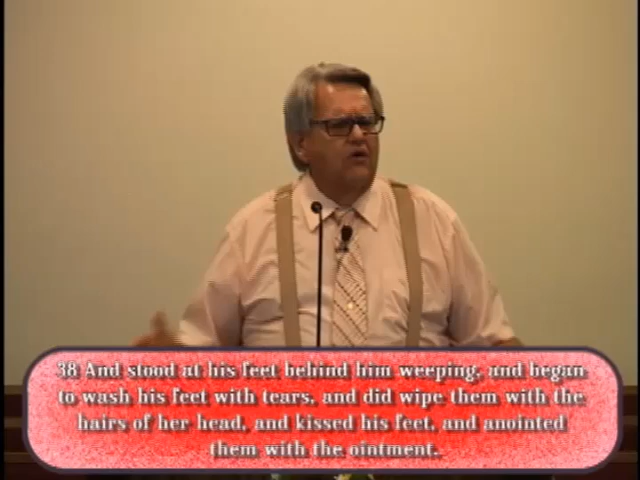 38 And stood at his feet behind him weeping, and began
to wash his feet with tears, and did wipe them with the
hairs of her head, and kissed his feet, and anointed
them with the ointment.